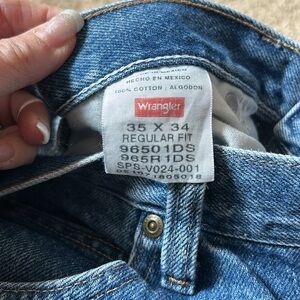 HECHO EN MEXICO
100% COTTON / ALGODON
Wrangler
35 X 34
REGULAR FIT
96501DS
965R1DS
SPS-V024-001